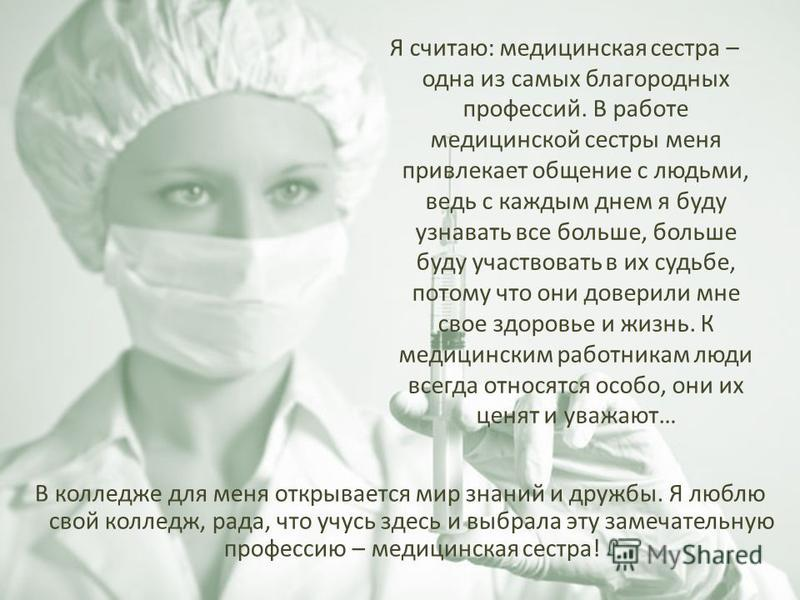 Я считаю: медицинская сестра –
одна из самых благородных
профессий. В работе
медицинской сестры меня
привлекает общение с людьми,
ведь с каждым днем я буду
узнавать все больше, больше
буду участвовать в их судьбе,
потому что они доверили мне
свое здоровье и жизнь. К
медицинским работникам люди
всегда относятся особо, они их
ценят и уважают…
В колледже для меня открывается мир знаний и дружбы. Я люблю
свой колледж, рада, что учусь здесь и выбрала эту замечательную
профессию – медицинская сестра!
MyShared